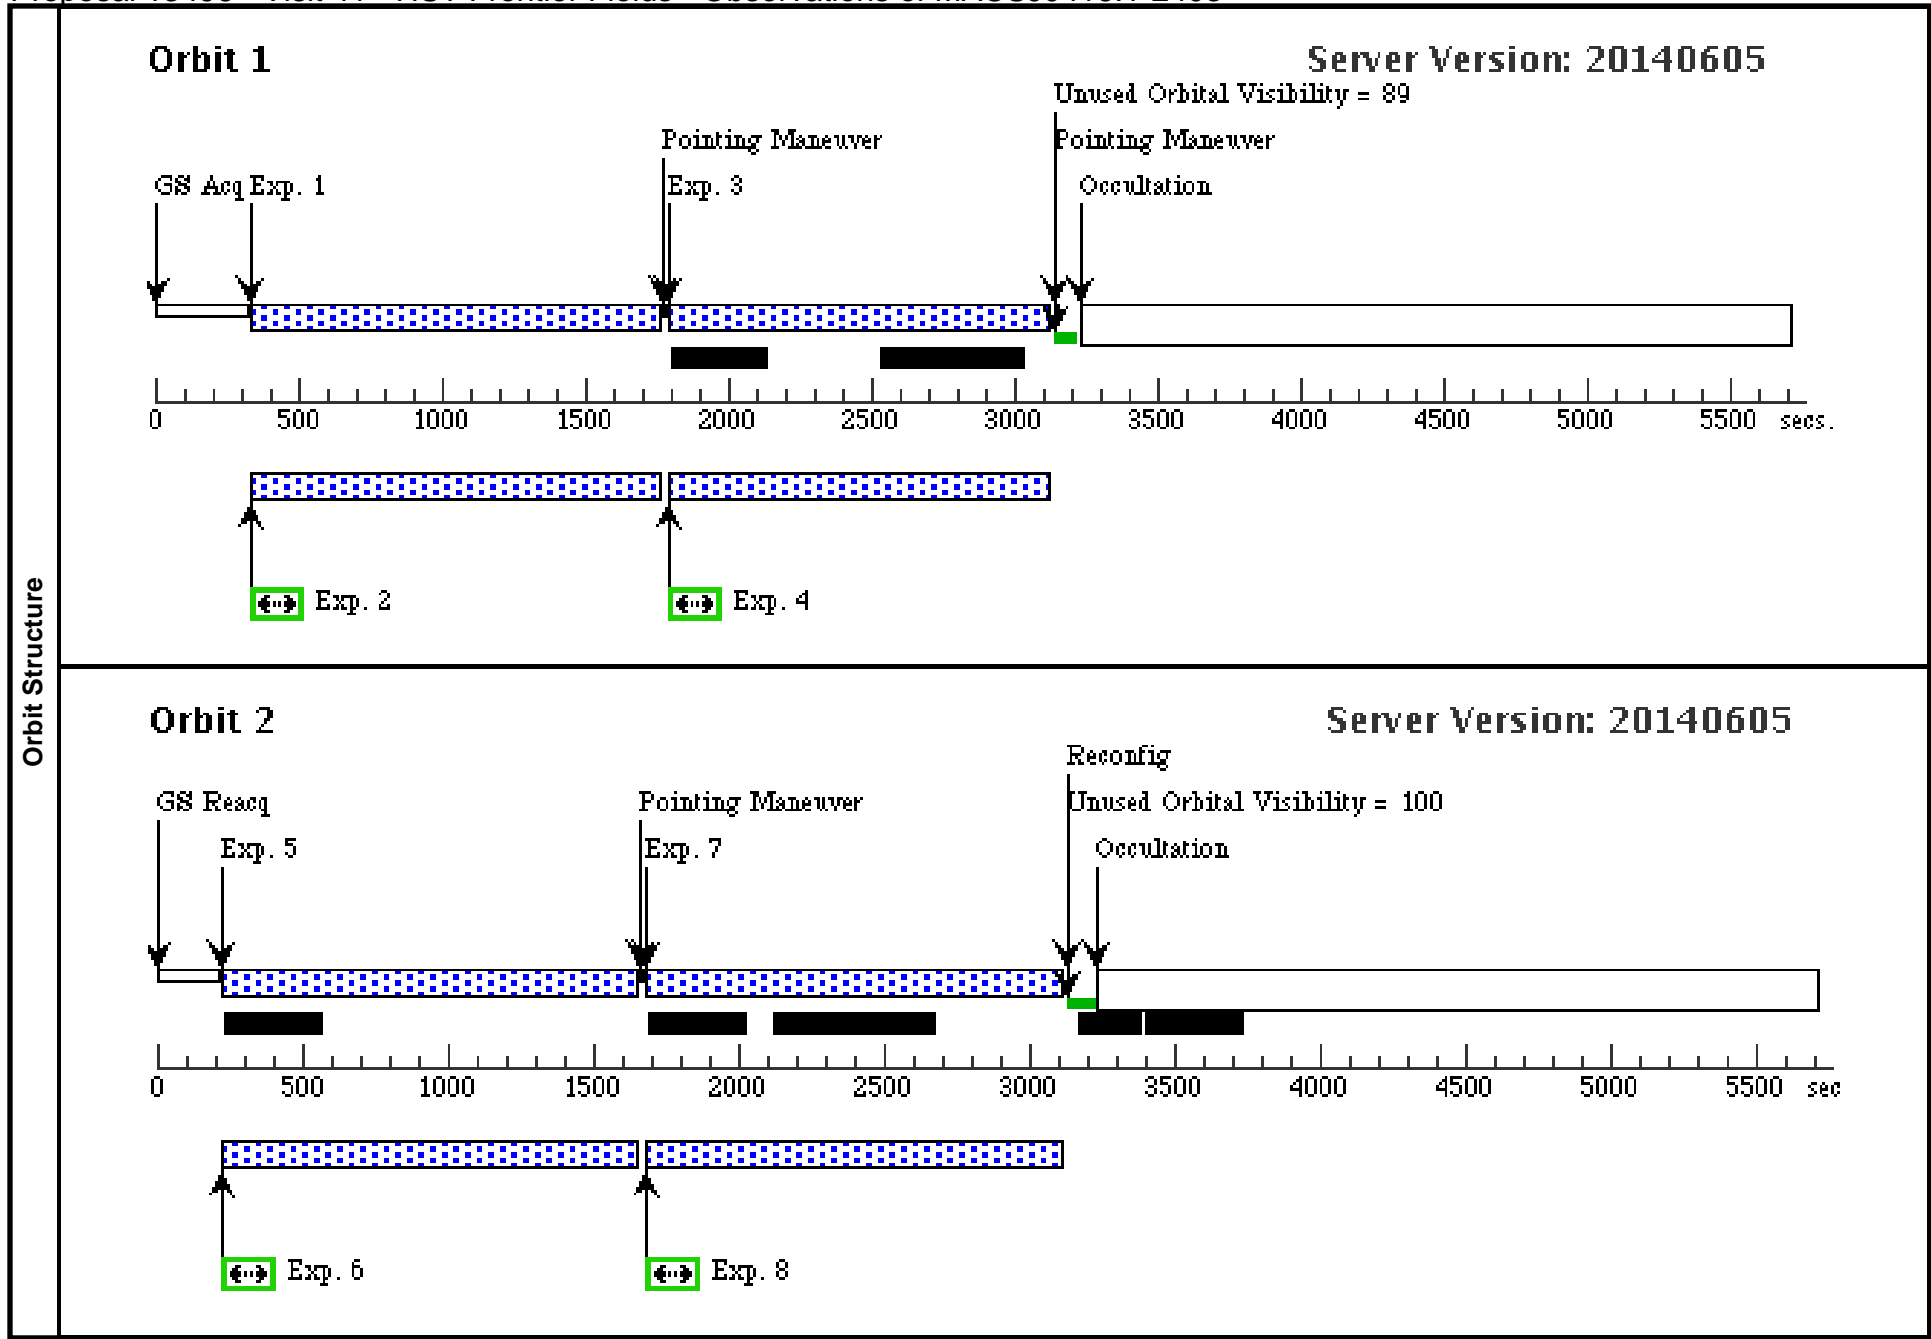 Orbit Structure
Orbit 1
Server Version: 20140605
Unused Orbital Visibility = 89
Pointing Maneuver
Pointing Maneuver
GS Acq
Exp. 1
Exp. 3
Occultation
0 500 1000 1500 2000 2500 3000 3500 4000 4500 5000 5500 secs.
Exp. 2
Exp. 4
Orbit 2
Server Version: 20140605
Reconfig
GS Reacq
Pointing Maneuver
Unused Orbital Visibility = 100
Exp. 5
Exp. 7
Occultation
0 500 1000 1500 2000 2500 3000 3500 4000 4500 5000 5500 sec
Exp. 6
Exp. 8